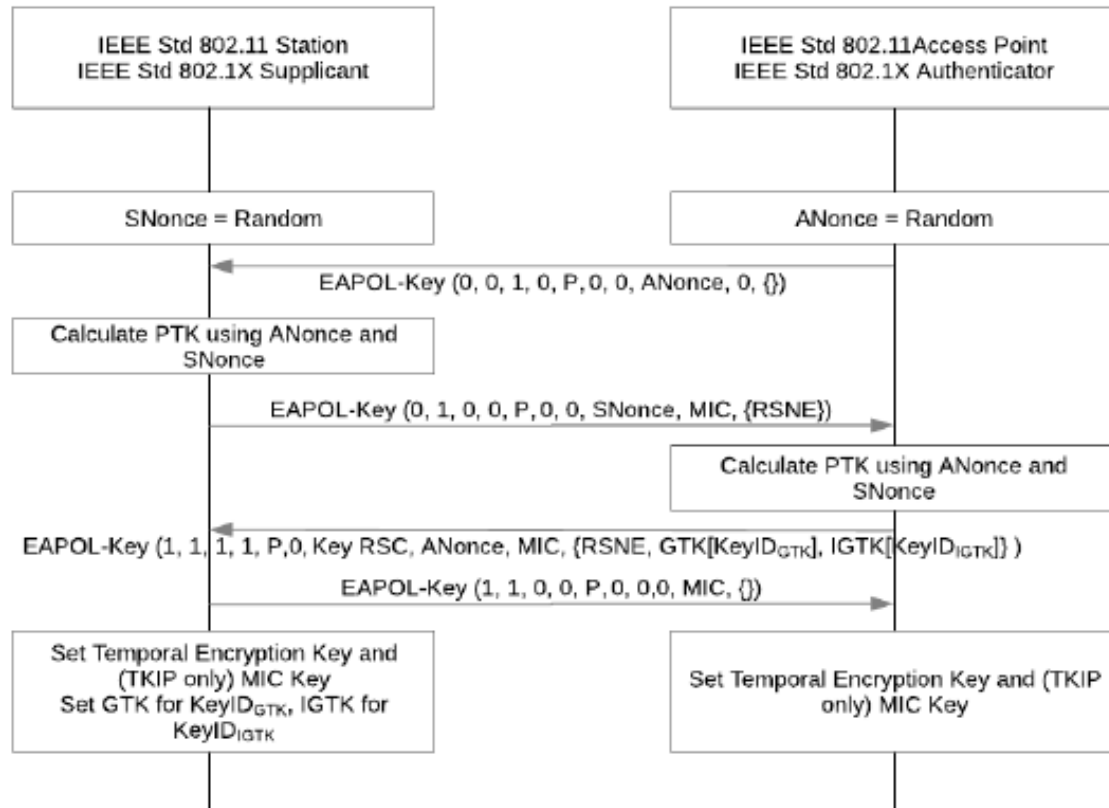 IEEE Std 802.11 Station
IEEE Std 802.1X Supplicant
IEEE Std 802.11Access Point
IEEE Std 802.1X Authenticator
SNonce = Random
ANonce = Random
EAPOL-Key (0, 0, 1, 0, P, 0, 0, ANonce, 0, {})
Calculate PTK using ANonce and
SNonce
EAPOL-Key (0, 1, 0, 0, P, 0, 0, SNonce, MIC, {RSNE})
Calculate PTK using ANonce and
SNonce
EAPOL-Key (1, 1, 1, 1, P,0, Key RSC, ANonce, MIC, {RSNE, GTK[KeyIDGTK], IGTK[KeyIDIGTK]} )
EAPOL-Key (1, 1, 0, 0, P, 0, 0,0, MIC, {})
Set Temporal Encryption Key and
(TKIP only) MIC Key
Set GTK for KeyIDGTK, IGTK for
KeyIDIGTK
Set Temporal Encryption Key and (TKIP
only) MIC Key